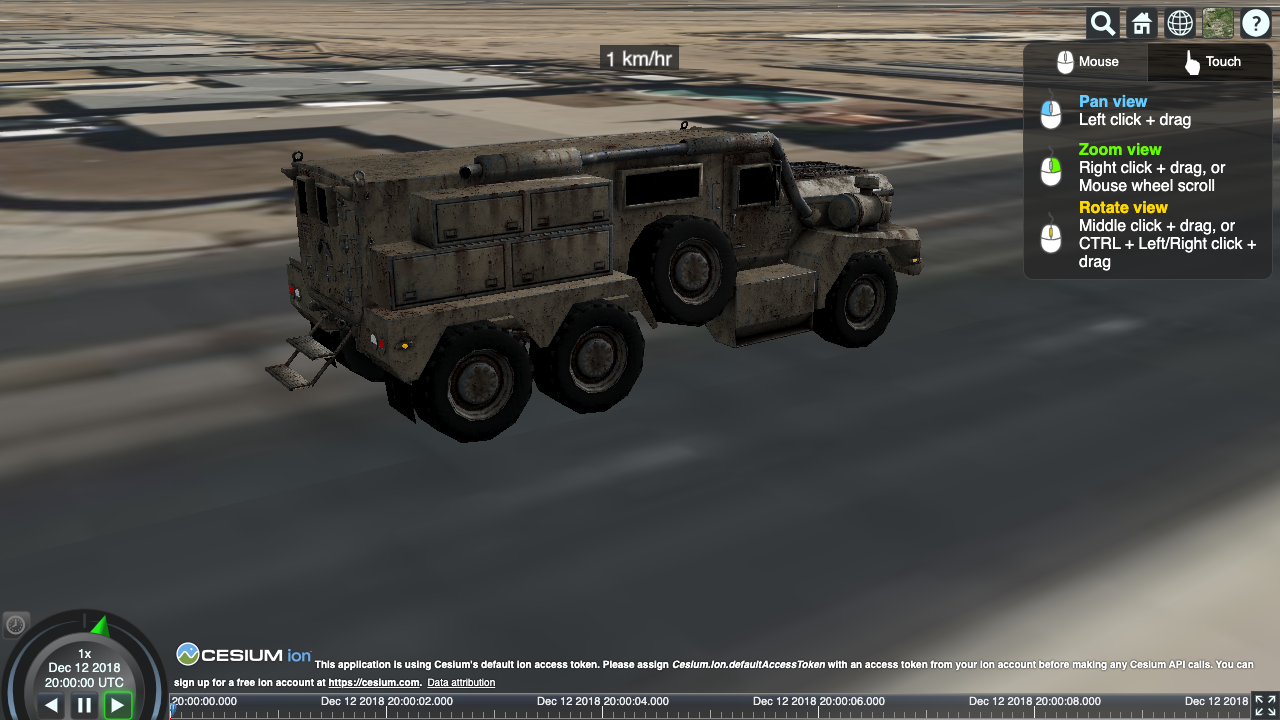 1 km/hr
Mouse
Touch
Pan view
Left click + drag
Zoom view
Right click + drag, or
Mouse wheel scroll
Rotate view
Middle click + drag, or
CTRL + Left/Right click +
drag
1x
Dec 12 2018
20:00:00 UTC
CESIUM ion
This application is using Cesium's default ion access token. Please assign Cesium.Ion.defaultAccessToken with an access token from your ion account before making any Cesium API calls. You can
sign up for a free ion account at https://cesium.com. Data attribution
20:00:00.000 Dec 12 2018 20:00:02.000 Dec 12 2018 20:00:04.000 Dec 12 2018 20:00:06.000 Dec 12 2018 20:00:08.000 Dec 12 2018